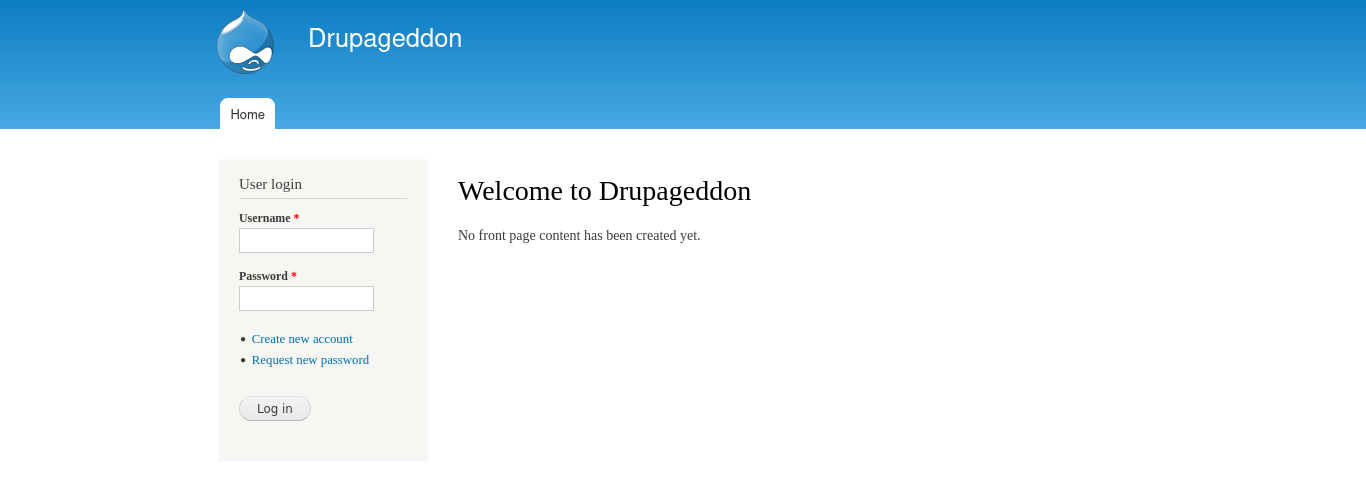 Drupageddon
Home
User login
Username *
Password *
Create new account
Request new password
Log in
Welcome to Drupageddon
No front page content has been created yet.